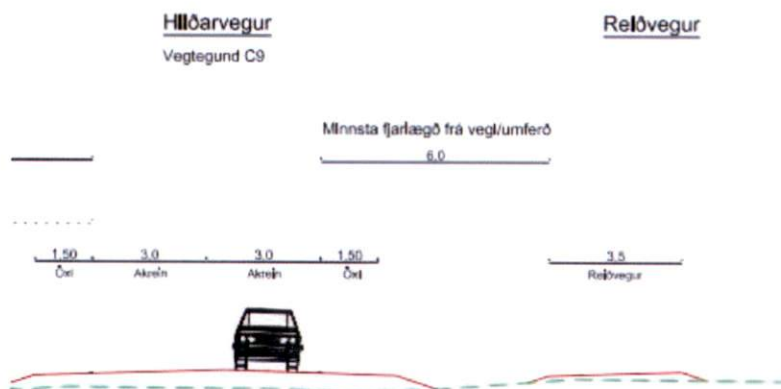 Hlíðarvegur
Reiðvegur
Vegtegund C9
Minnsta fjarlægð frá vegi/umferð
6.0
1.50 3.0 3.0 1.50 3.5
Öxl Akrein Akrein Öxl Reiðvegur